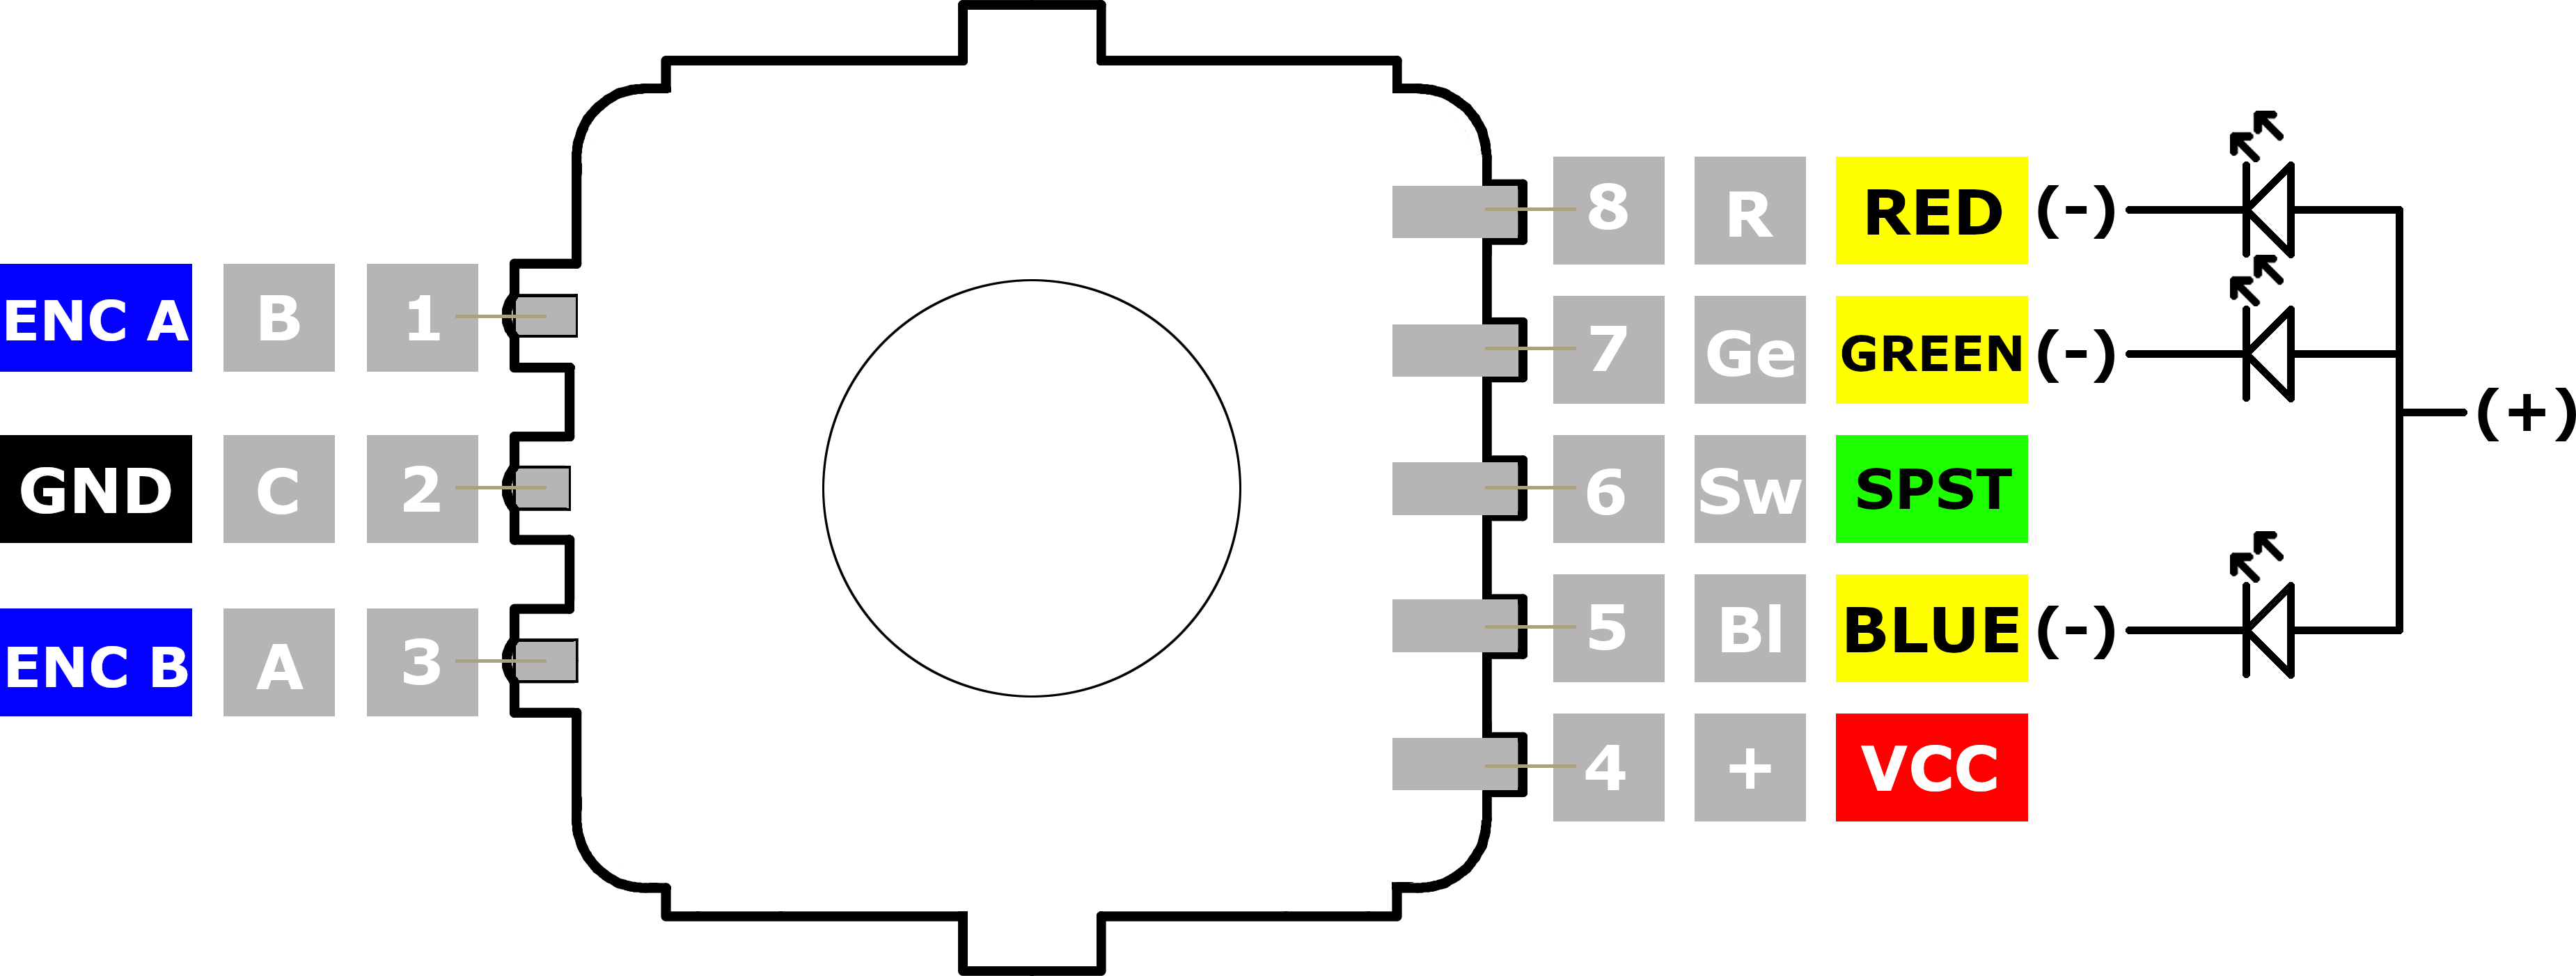 8 R RED (-)
ENC A B 1
7 Ge GREEN (-)
(+)
GND C 2
6 Sw SPST
5 Bl BLUE (-)
ENC B A 3
4 + VCC